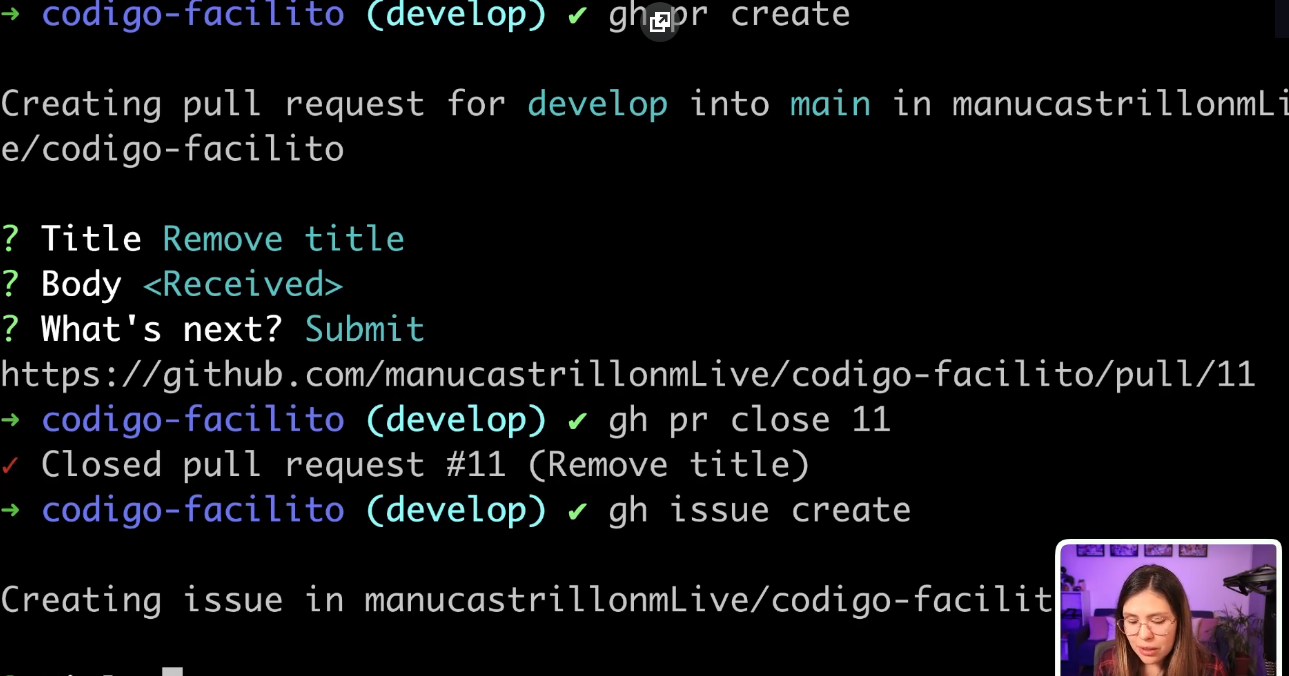 → codigo-facilito (develop) ✔ gh pr create
Creating pull request for develop into main in manucastrillonmLi
e/codigo-facilito
? Title Remove title
? Body <Received>
? What's next? Submit
https://github.com/manucastrillonmLive/codigo-facilito/pull/11
→ codigo-facilito (develop) ✔ gh pr close 11
✓ Closed pull request #11 (Remove title)
→ codigo-facilito (develop) ✔ gh issue create
Creating issue in manucastrillonmLive/codigo-facilit